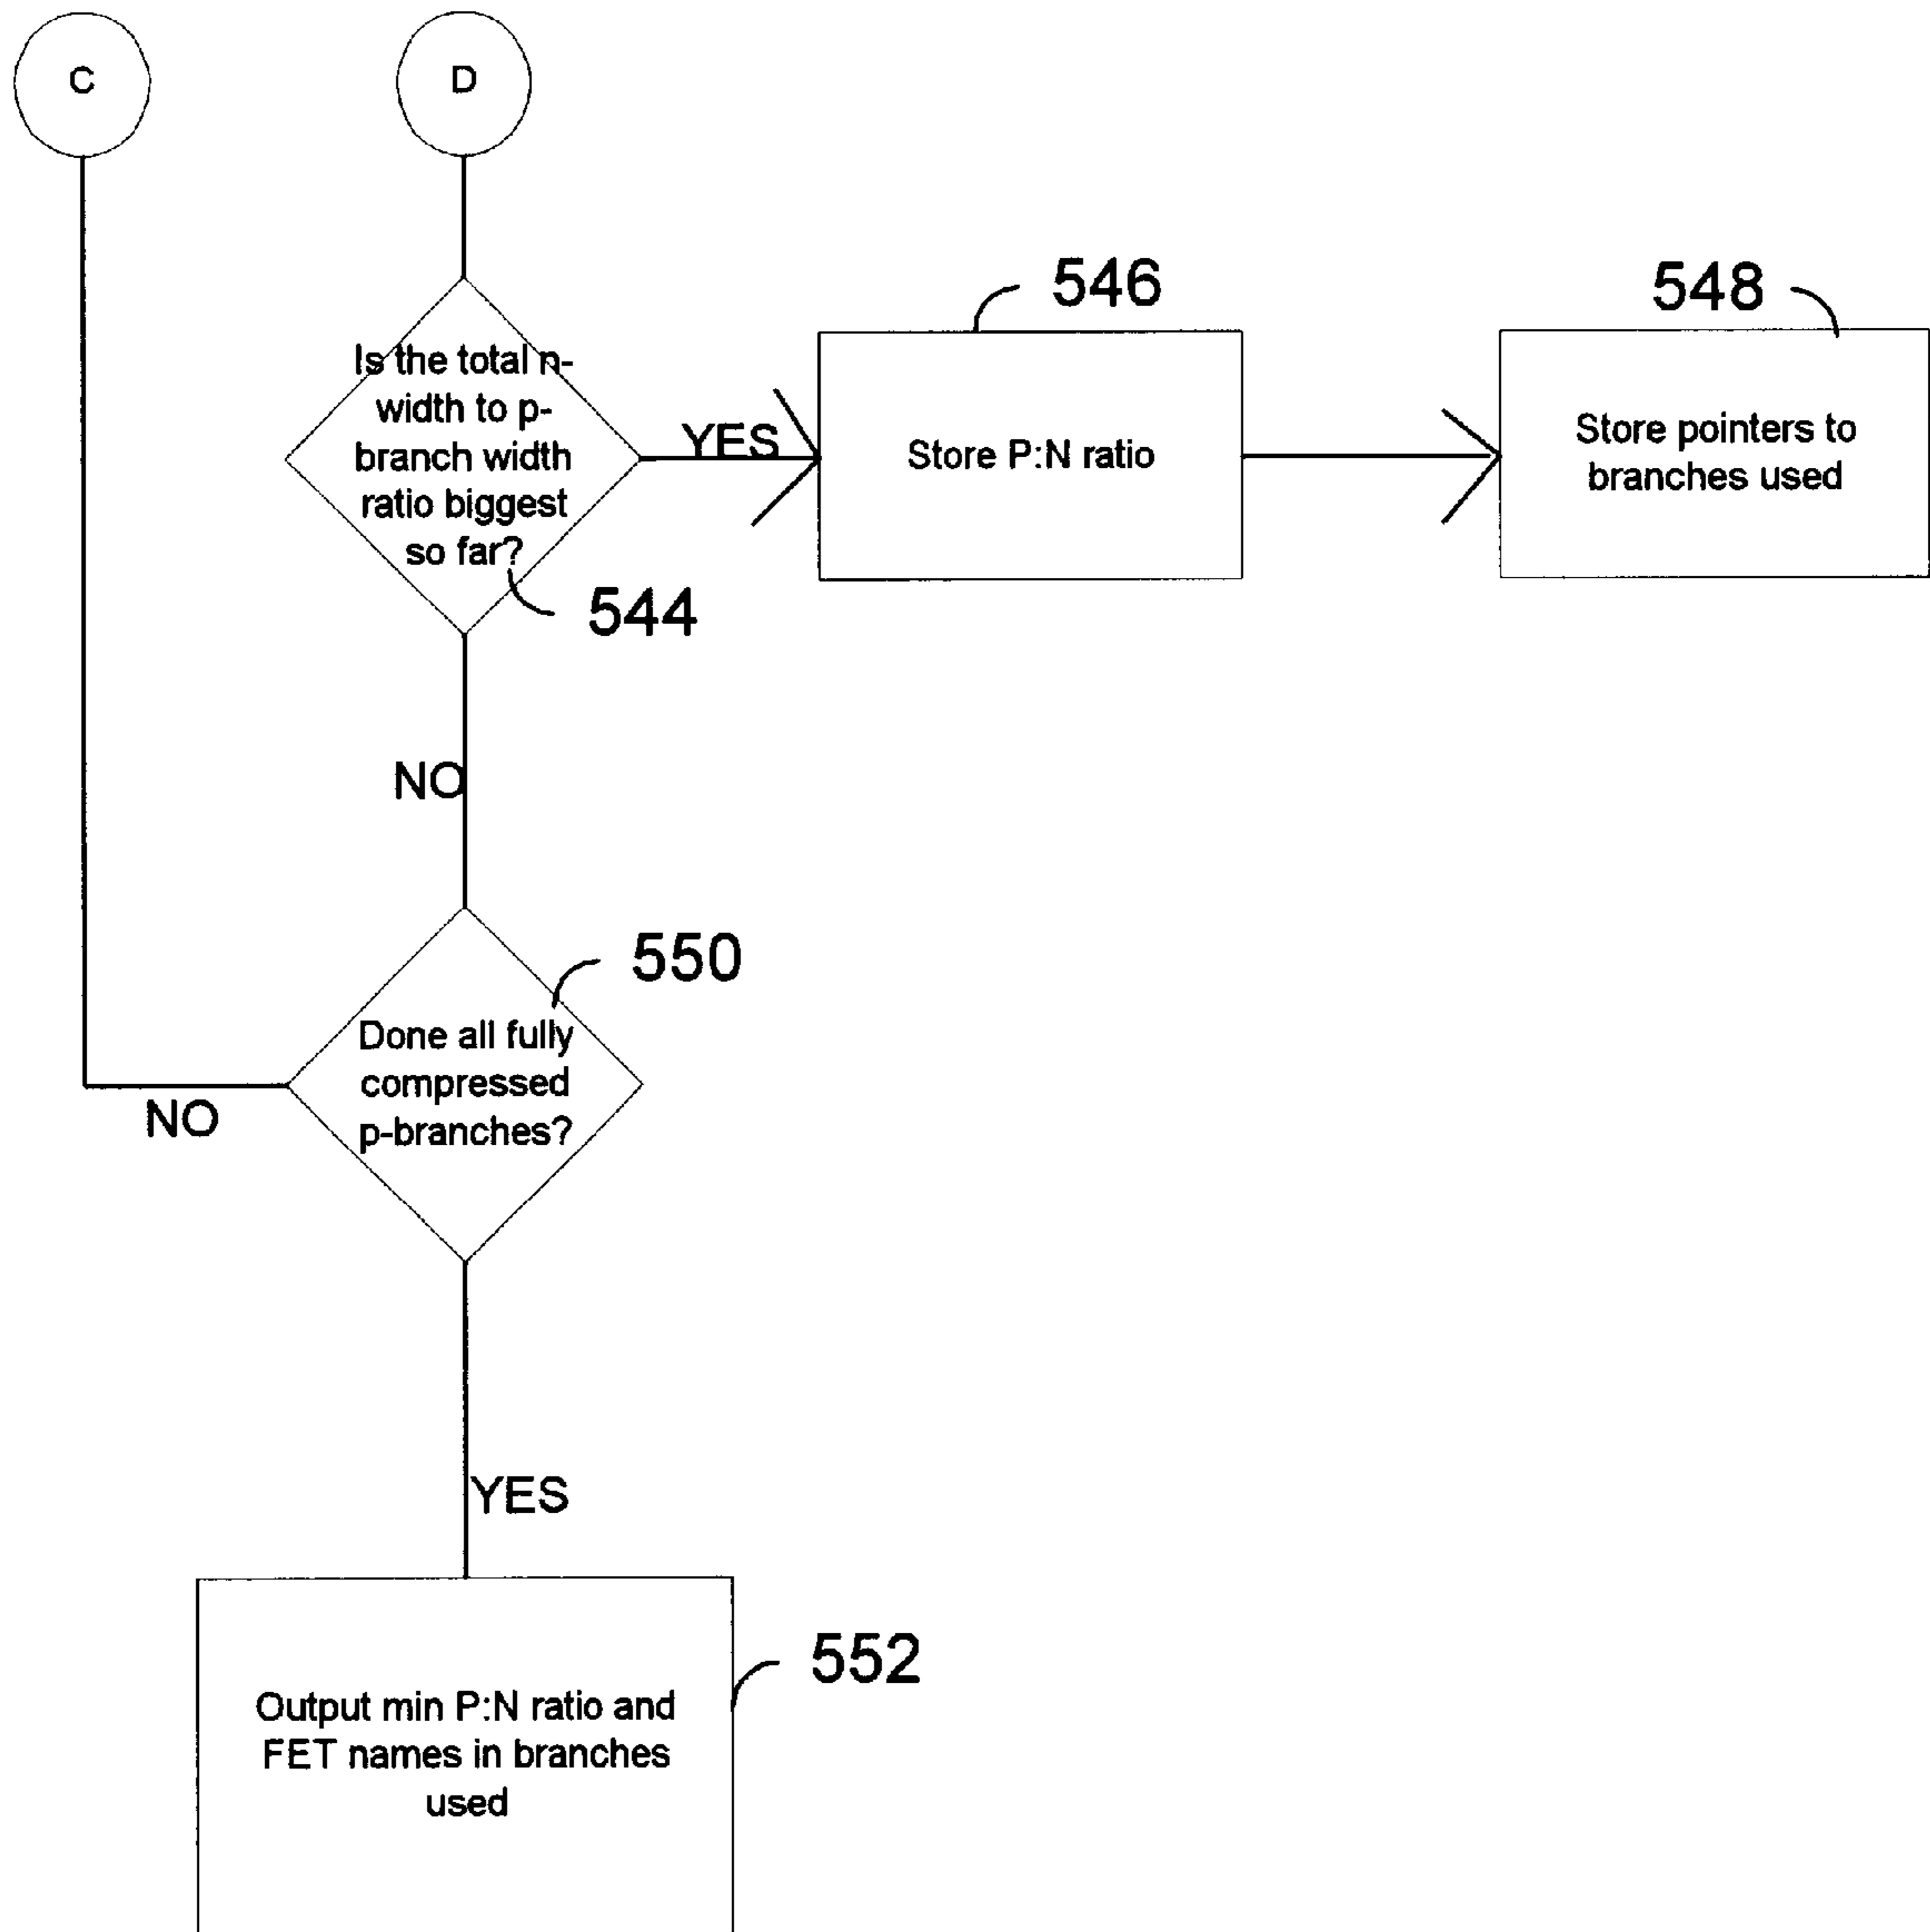 C
D
Is the total n-
width to p-
branch width
ratio biggest
so far?
544
YES
546
Store P:N ratio
548
Store pointers to
branches used
NO
550
Done all fully
compressed
p-branches?
NO
YES
552
Output min P:N ratio and
FET names in branches
used